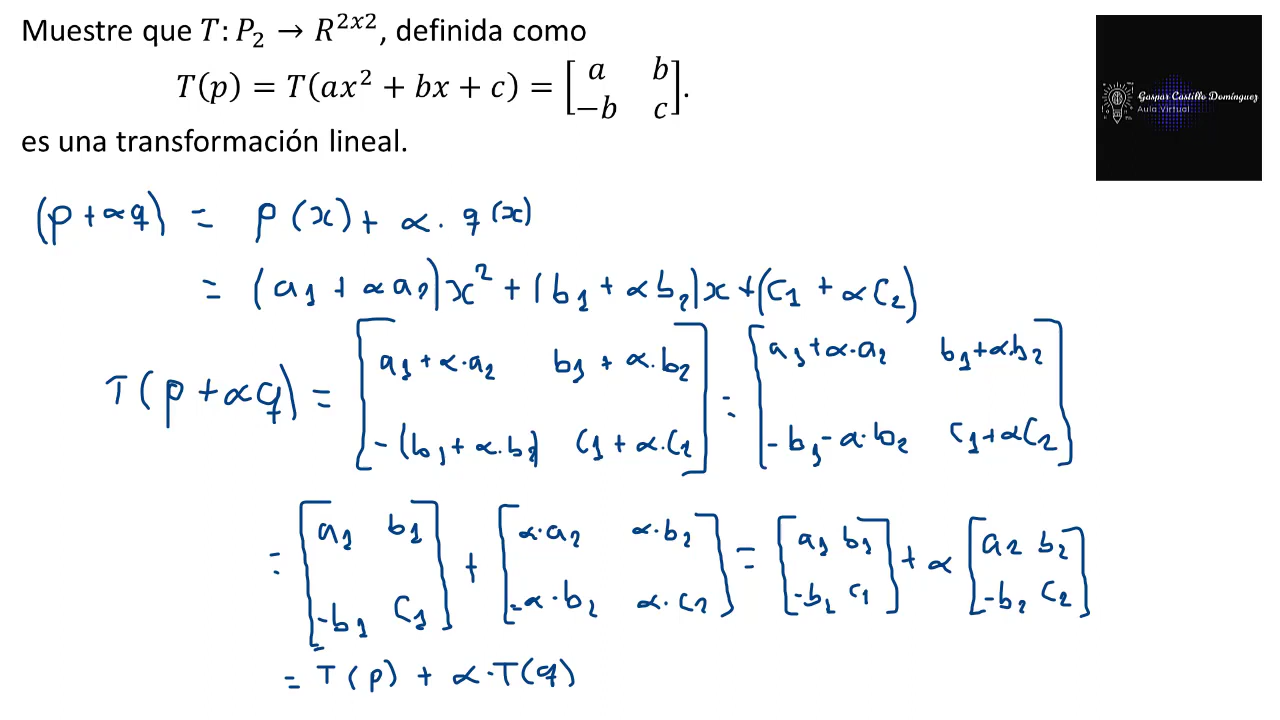 Muestre que T: P₂ → R²ˣ², definida como
T(p) = T(ax² + bx + c) = [a b; −b c].
es una transformación lineal.
Gaspar Castillo Domínguez
Aula Virtual
(p + αq) = p(x) + α· q(x)
= (a₁ + αa₂)x² + (b₁ + αb₂)x + (c₁ + αc₂)
T(p + αq) = [a₁ + α·a₂ b₁ + α·b₂; −(b₁ + α·b₂) c₁ + α·c₂] = [a₁+α·a₂ b₁+α·b₂; −b₁−α·b₂ c₁+αc₂]
= [a₁ b₁; −b₁ c₁] + [α·a₂ α·b₂; −α·b₂ α·c₂] = [a₁ b₁; −b₁ c₁] + α [a₂ b₂; −b₂ c₂]
= T(p) + α·T(q)